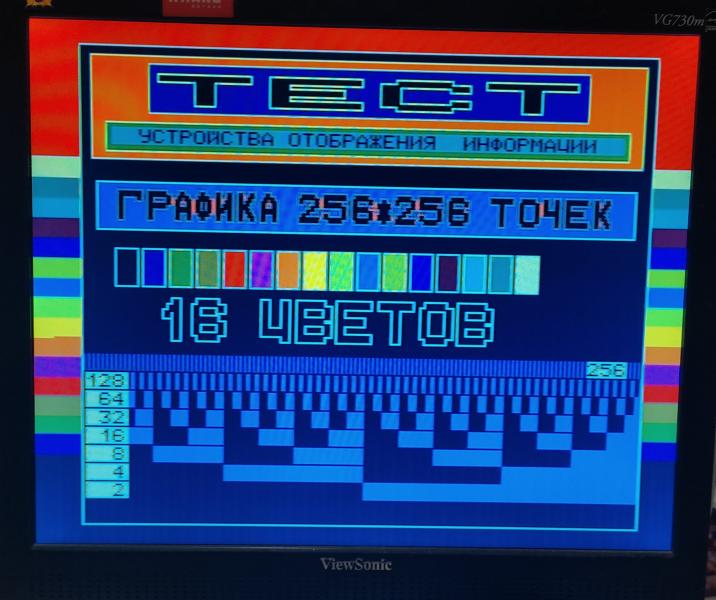 VG730m
ТЕСТ
УСТРОЙСТВА ОТОБРАЖЕНИЯ ИНФОРМАЦИИ
ГРАФИКА 256*256 ТОЧЕК
16 ЦВЕТОВ
256
128
64
32
16
8
4
2
ViewSonic